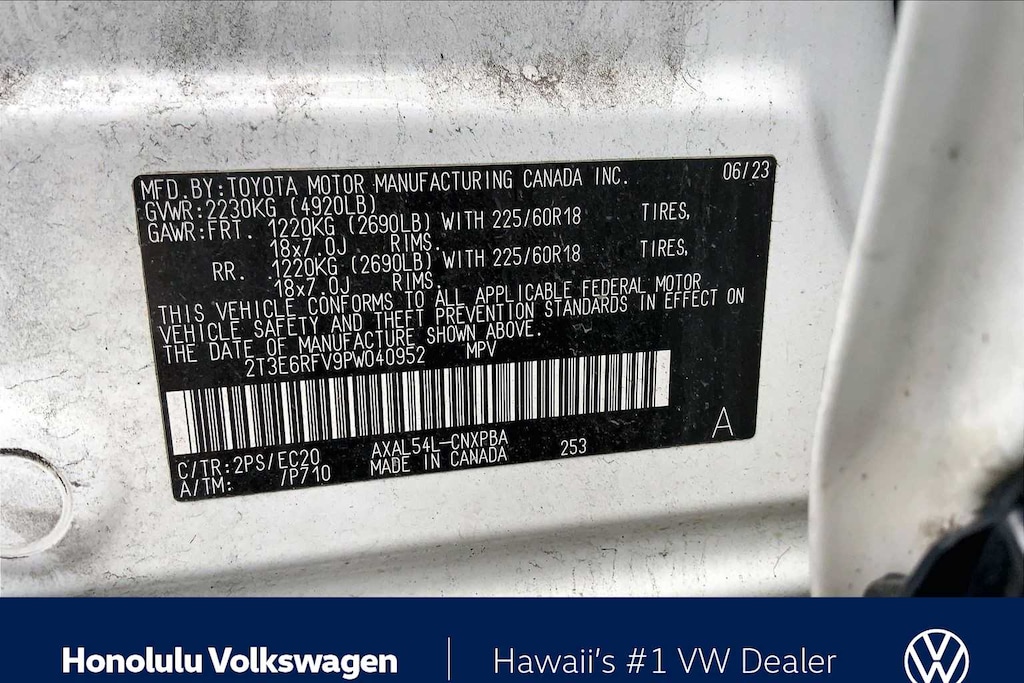 MFD.BY:TOYOTA MOTOR MANUFACTURING CANADA INC. 06/23
GVWR:2230KG (4920LB)
GAWR:FRT. 1220KG (2690LB) WITH 225/60R18 TIRES,
18x7.0J RIMS.
RR. 1220KG (2690LB) WITH 225/60R18 TIRES,
18x7.0J RIMS.
THIS VEHICLE CONFORMS TO ALL APPLICABLE FEDERAL MOTOR
VEHICLE SAFETY AND THEFT PREVENTION STANDARDS IN EFFECT ON
THE DATE OF MANUFACTURE SHOWN ABOVE.
2T3E6RFV9PW040952 MPV
A
C/TR:2PS/EC20 AXAL54L-CNXPBA 253
A/TM: /P710 MADE IN CANADA
Honolulu Volkswagen | Hawaii's #1 VW Dealer